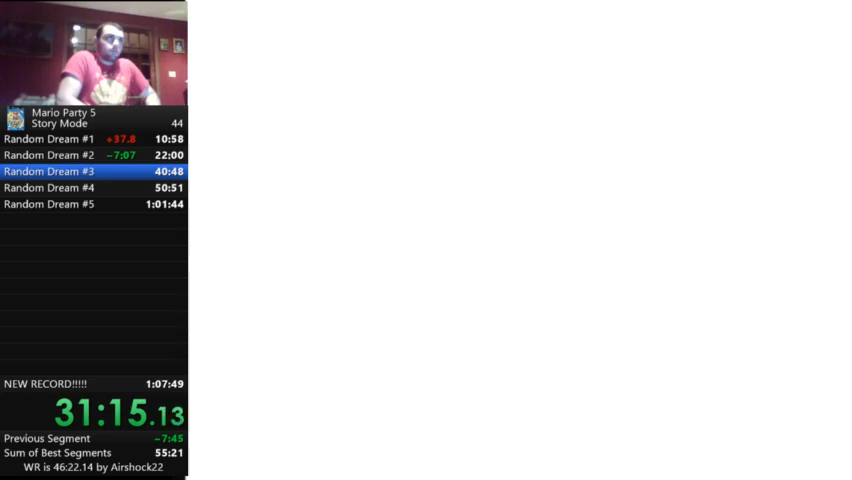 Mario Party 5
Story Mode 44
Random Dream #1 +37.8 10:58
Random Dream #2 −7:07 22:00
Random Dream #3 40:48
Random Dream #4 50:51
Random Dream #5 1:01:44
NEW RECORD!!!!! 1:07:49
31:15.13
Previous Segment −7:45
Sum of Best Segments 55:21
WR is 46:22.14 by Airshock22